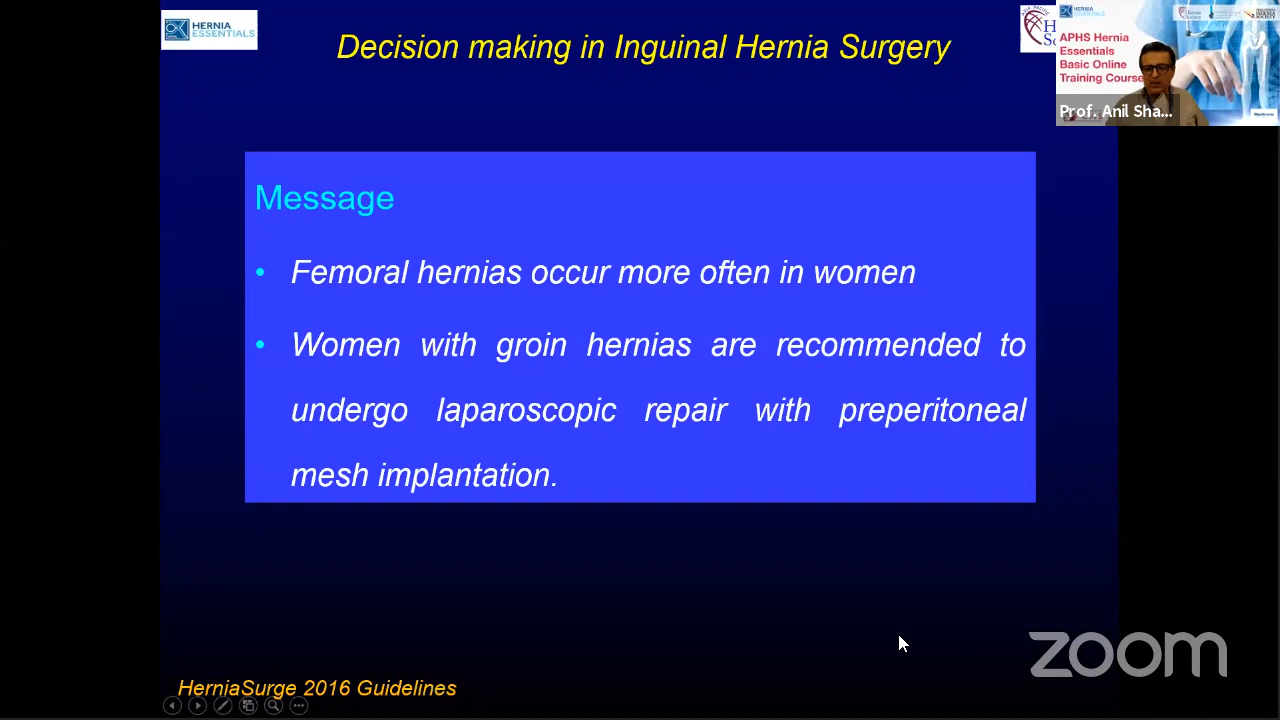 HERNIA
ESSENTIALS
Decision making in Inguinal Hernia Surgery
HERNIA
ESSENTIALS
APHS Hernia
Essentials
Basic Online
Training Course
Prof. Anil Sha...
Message
• Femoral hernias occur more often in women
• Women with groin hernias are recommended to
undergo laparoscopic repair with preperitoneal
mesh implantation.
zoom
HerniaSurge 2016 Guidelines